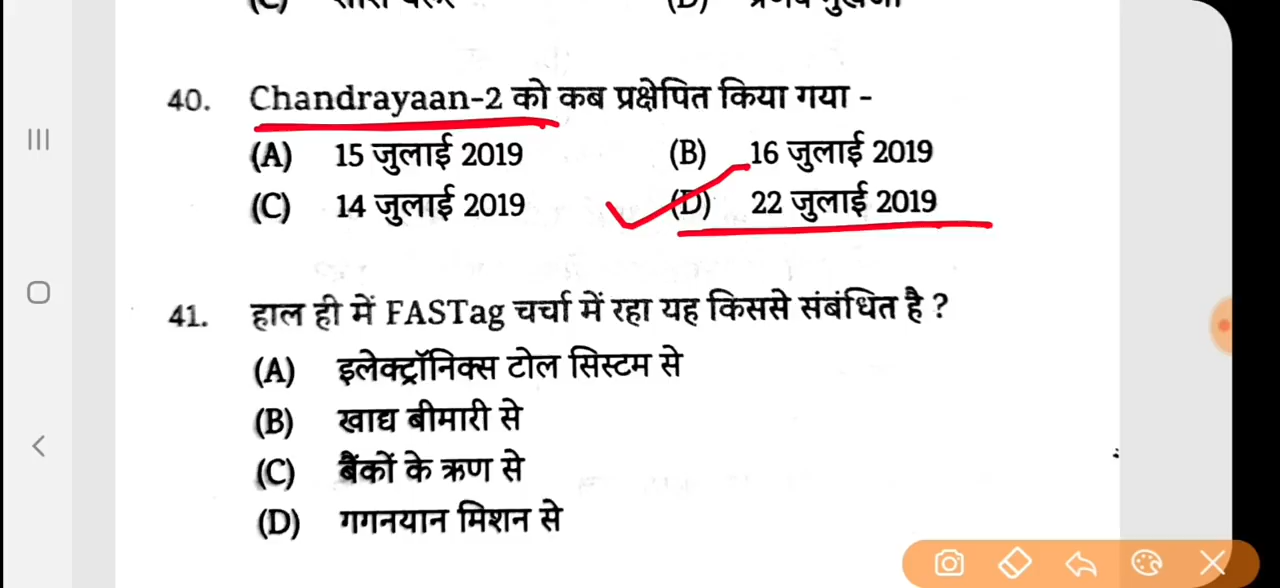 40. Chandrayaan-2 को कब प्रक्षेपित किया गया -
(A) 15 जुलाई 2019 (B) 16 जुलाई 2019
(C) 14 जुलाई 2019 (D) 22 जुलाई 2019
41. हाल ही में FASTag चर्चा में रहा यह किससे संबंधित है ?
(A) इलेक्ट्रॉनिक्स टोल सिस्टम से
(B) खाद्य बीमारी से
(C) बैंकों के ऋण से
(D) गगनयान मिशन से